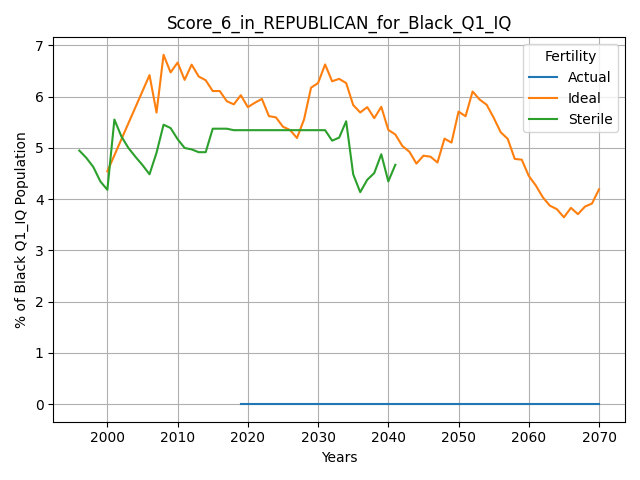 Score_6_in_REPUBLICAN_for_Black_Q1_IQ
% of Black Q1_IQ Population
7
6
5
4
3
2
1
0
Fertility
Actual
Ideal
Sterile
2000 2010 2020 2030 2040 2050 2060 2070
Years